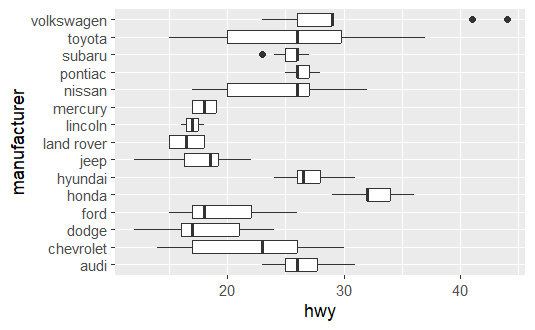 volkswagen
toyota
subaru
pontiac
nissan
mercury
lincoln
land rover
jeep
hyundai
honda
ford
dodge
chevrolet
audi
manufacturer
20 30 40
hwy